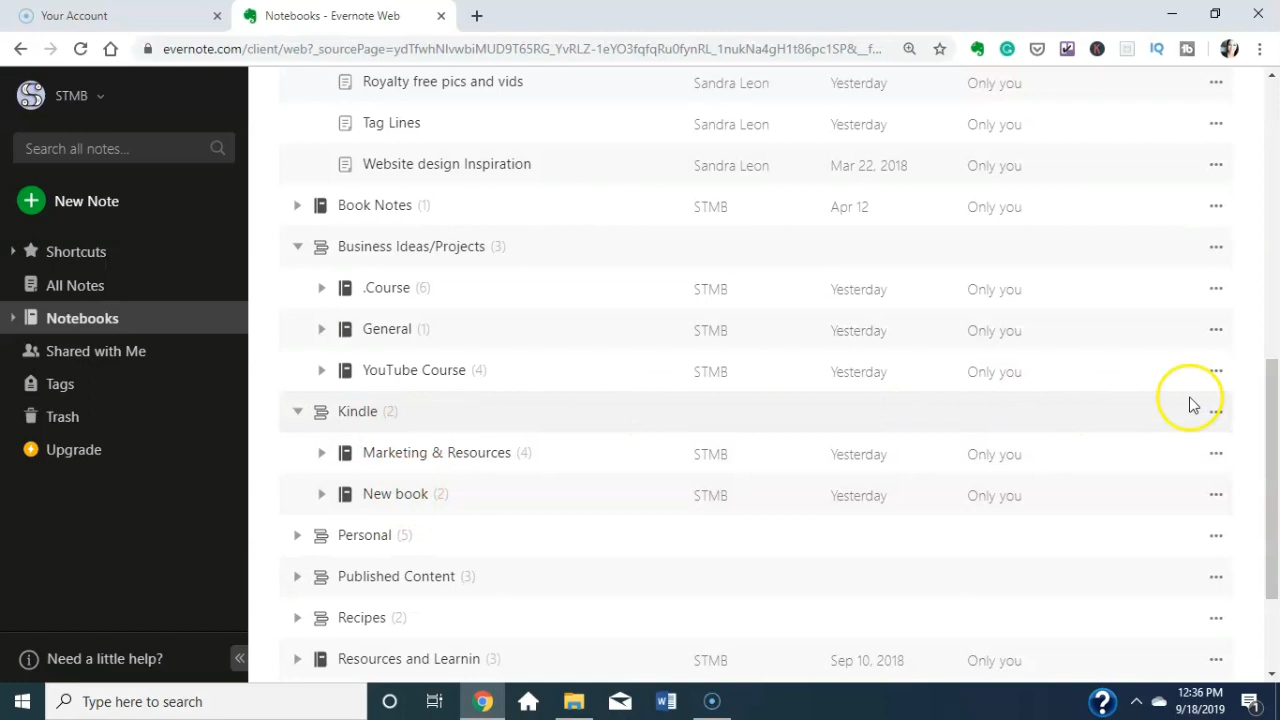 Your Account
Notebooks - Evernote Web
evernote.com/client/web?_sourcePage=ydTfwhNIvwbiMUD9T65RG_YvRLZ-1eYO3fqfqRu0fynRL_1nukNa4gH1t86pc1SP&__f...
STMB
Search all notes...
New Note
Shortcuts
All Notes
Notebooks
Shared with Me
Tags
Trash
Upgrade
Need a little help?
Royalty free pics and vids Sandra Leon Yesterday Only you
Tag Lines Sandra Leon Yesterday Only you
Website design Inspiration Sandra Leon Mar 22, 2018 Only you
Book Notes (1) STMB Apr 12 Only you
Business Ideas/Projects (3)
.Course (6) STMB Yesterday Only you
General (1) STMB Yesterday Only you
YouTube Course (4) STMB Yesterday Only you
Kindle (2)
Marketing & Resources (4) STMB Yesterday Only you
New book (2) STMB Yesterday Only you
Personal (5)
Published Content (3)
Recipes (2)
Resources and Learnin (3) STMB Sep 10, 2018 Only you
Type here to search
12:36 PM
9/18/2019